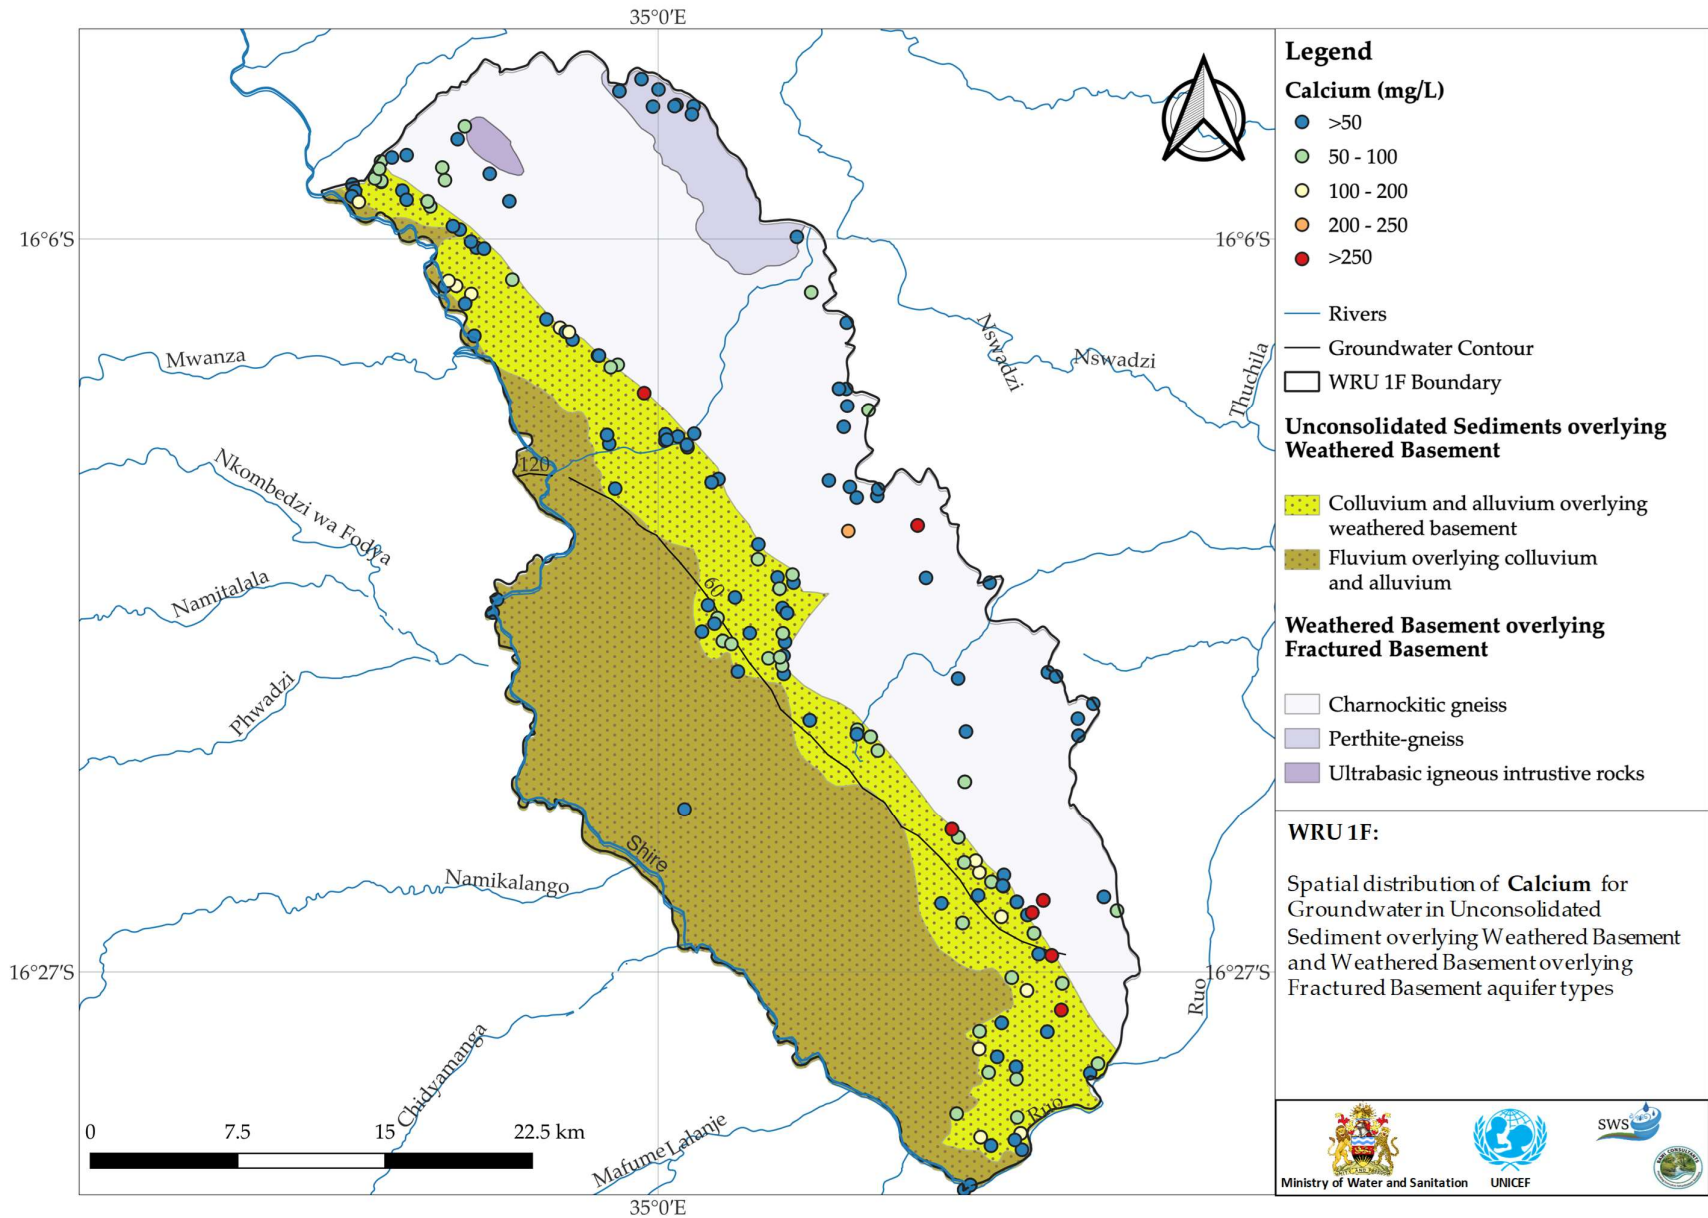 35°0'E
16°6'S
16°6'S
Mwanza
Nswadzi
Nswadzi
Thuchila
120
Nkombedzi wa Fodya
Namitalala
60
Phwadzi
Shire
Namikalango
16°27'S
16°27'S
Ruo
Chidyamanga
Ruo
Mafume Lalanje
0 7.5 15 22.5 km
35°0'E
Legend
Calcium (mg/L)
>50
50 - 100
100 - 200
200 - 250
>250
Rivers
Groundwater Contour
WRU 1F Boundary
Unconsolidated Sediments overlying
Weathered Basement
Colluvium and alluvium overlying
weathered basement
Fluvium overlying colluvium
and alluvium
Weathered Basement overlying
Fractured Basement
Charnockitic gneiss
Perthite-gneiss
Ultrabasic igneous intrustive rocks
WRU 1F:
Spatial distribution of Calcium for
Groundwater in Unconsolidated
Sediment overlying Weathered Basement
and Weathered Basement overlying
Fractured Basement aquifer types
Ministry of Water and Sanitation
UNICEF
SWS